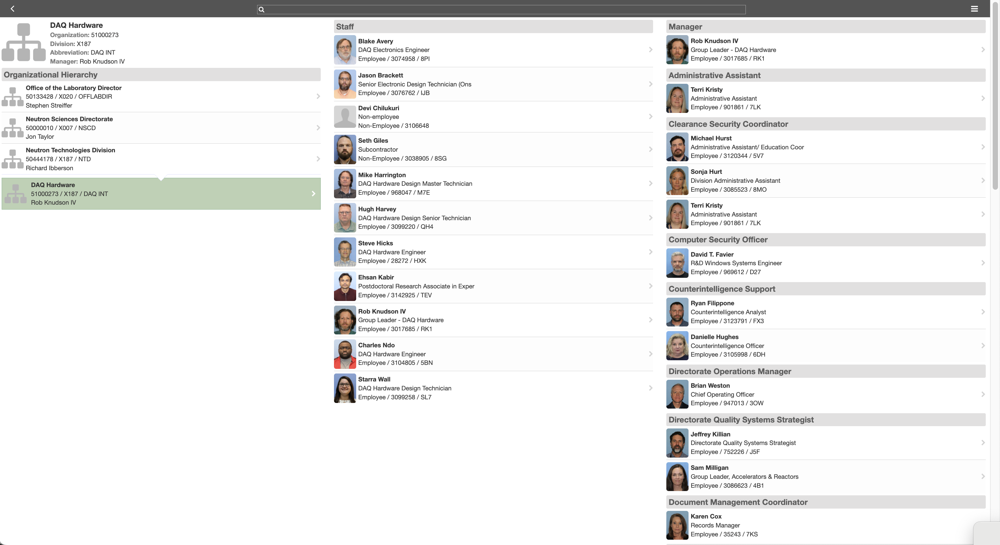 DAQ Hardware
Organization: 51000273
Division: X187
Abbreviation: DAQ INT
Manager: Rob Knudson IV
Organizational Hierarchy
Office of the Laboratory Director
50133428 / X020 / OFFLABDIR
Stephen Streiffer
Neutron Sciences Directorate
50000010 / X007 / NSCD
Jon Taylor
Neutron Technologies Division
50444178 / X187 / NTD
Richard Ibberson
DAQ Hardware
51000273 / X187 / DAQ INT
Rob Knudson IV
Staff
Blake Avery
DAQ Electronics Engineer
Employee / 3074958 / 8PI
Jason Brackett
Senior Electronic Design Technician (Ons
Employee / 3076762 / IJB
Devi Chilukuri
Non-employee
Non-Employee / 3106648
Seth Giles
Subcontractor
Non-Employee / 3038905 / 8SG
Mike Harrington
DAQ Hardware Design Master Technician
Employee / 968047 / M7E
Hugh Harvey
DAQ Hardware Design Senior Technician
Employee / 3099220 / QH4
Steve Hicks
DAQ Hardware Engineer
Employee / 28272 / HXK
Ehsan Kabir
Postdoctoral Research Associate in Exper
Employee / 3142925 / TEV
Rob Knudson IV
Group Leader - DAQ Hardware
Employee / 3017685 / RK1
Charles Ndo
DAQ Hardware Engineer
Employee / 3104805 / 5BN
Starra Wall
DAQ Hardware Design Technician
Employee / 3099258 / SL7
Manager
Rob Knudson IV
Group Leader - DAQ Hardware
Employee / 3017685 / RK1
Administrative Assistant
Terri Kristy
Administrative Assistant
Employee / 901861 / 7LK
Clearance Security Coordinator
Michael Hurst
Administrative Assistant/ Education Coor
Employee / 3120344 / 5V7
Sonja Hurt
Division Administrative Assistant
Employee / 3085523 / 8MO
Terri Kristy
Administrative Assistant
Employee / 901861 / 7LK
Computer Security Officer
David T. Favier
R&D Windows Systems Engineer
Employee / 969612 / D27
Counterintelligence Support
Ryan Filippone
Counterintelligence Analyst
Employee / 3123791 / FX3
Danielle Hughes
Counterintelligence Officer
Employee / 3105998 / 6DH
Directorate Operations Manager
Brian Weston
Chief Operating Officer
Employee / 947013 / 3OW
Directorate Quality Systems Strategist
Jeffrey Killian
Directorate Quality Systems Strategist
Employee / 752226 / J5F
Sam Milligan
Group Leader, Accelerators & Reactors
Employee / 3086623 / 4B1
Document Management Coordinator
Karen Cox
Records Manager
Employee / 35243 / 7KS